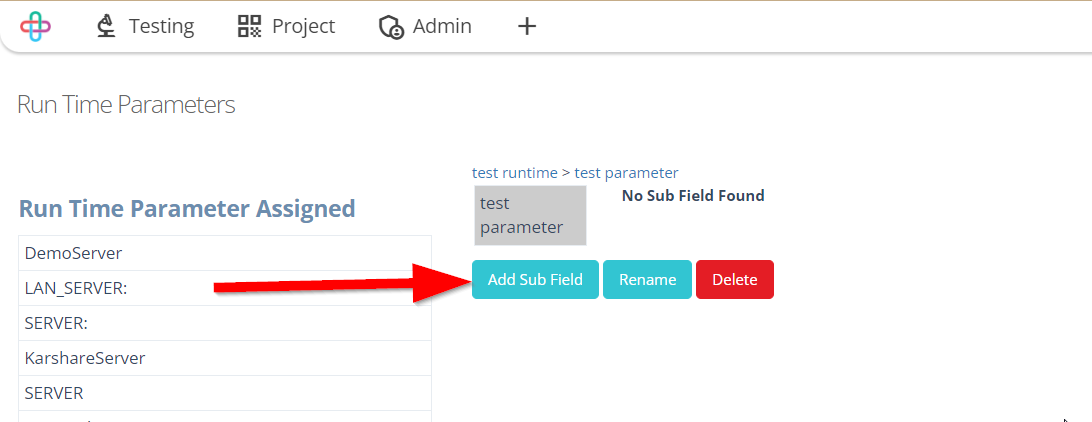 Testing
Project
Admin
Run Time Parameters
test runtime > test parameter
Run Time Parameter Assigned
test
parameter
No Sub Field Found
Add Sub Field
Rename
Delete
DemoServer
LAN_SERVER:
SERVER:
KarshareServer
SERVER